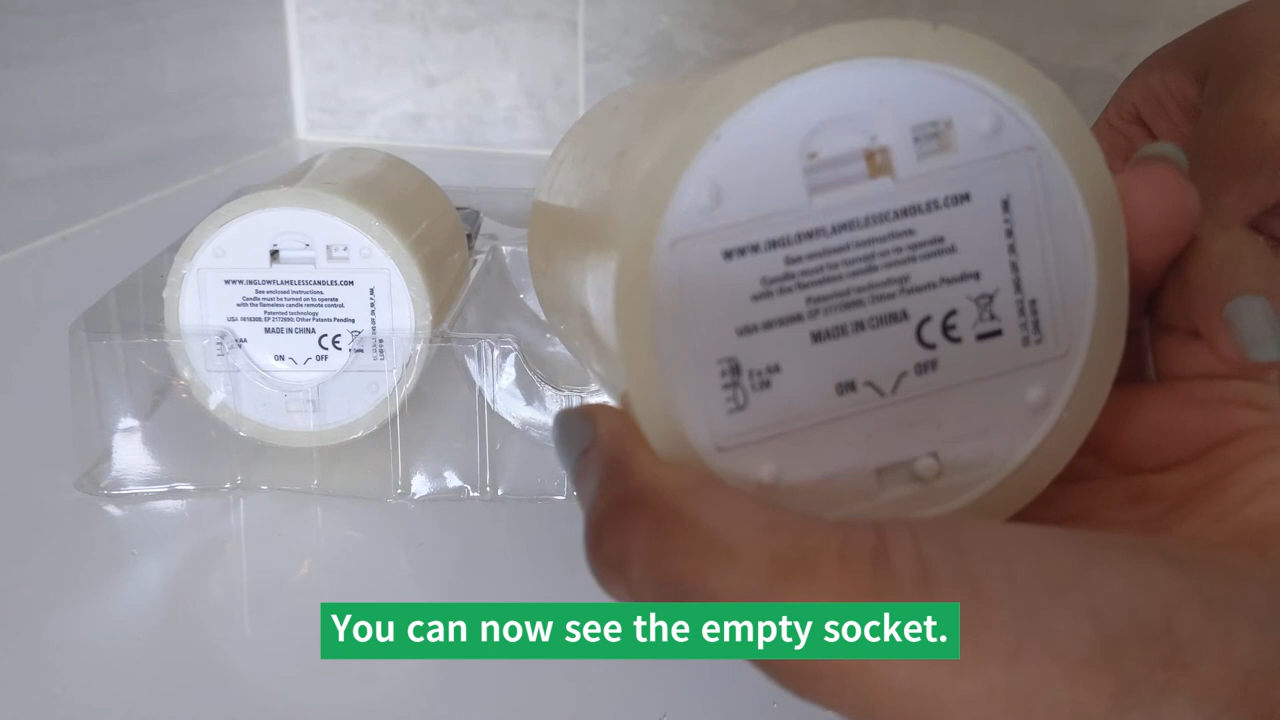 WWW.INGLOWFLAMELESSCANDLES.COM
See enclosed instructions.
Candle must be turned on to operate
with the flameless candle remote control.
Patented technology
Other Patents Pending
MADE IN CHINA
CE
ON OFF
WWW.INGLOWFLAMELESSCANDLES.COM
See enclosed instructions.
Candle must be turned on to operate
with the flameless candle remote control.
Patented technology
Other Patents Pending
MADE IN CHINA
CE
2 x AA
ON OFF
You can now see the empty socket.